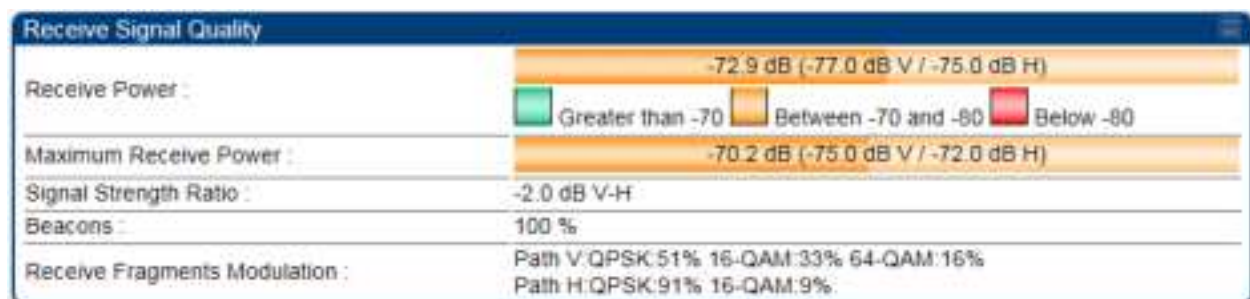 Receive Signal Quality
Receive Power :
-72.9 dB (-77.0 dB V / -75.0 dB H)
Greater than -70 Between -70 and -80 Below -80
Maximum Receive Power :
-70.2 dB (-75.0 dB V / -72.0 dB H)
Signal Strength Ratio :
-2.0 dB V-H
Beacons :
100 %
Receive Fragments Modulation :
Path V:QPSK:51% 16-QAM:33% 64-QAM:16%
Path H:QPSK:91% 16-QAM:9%